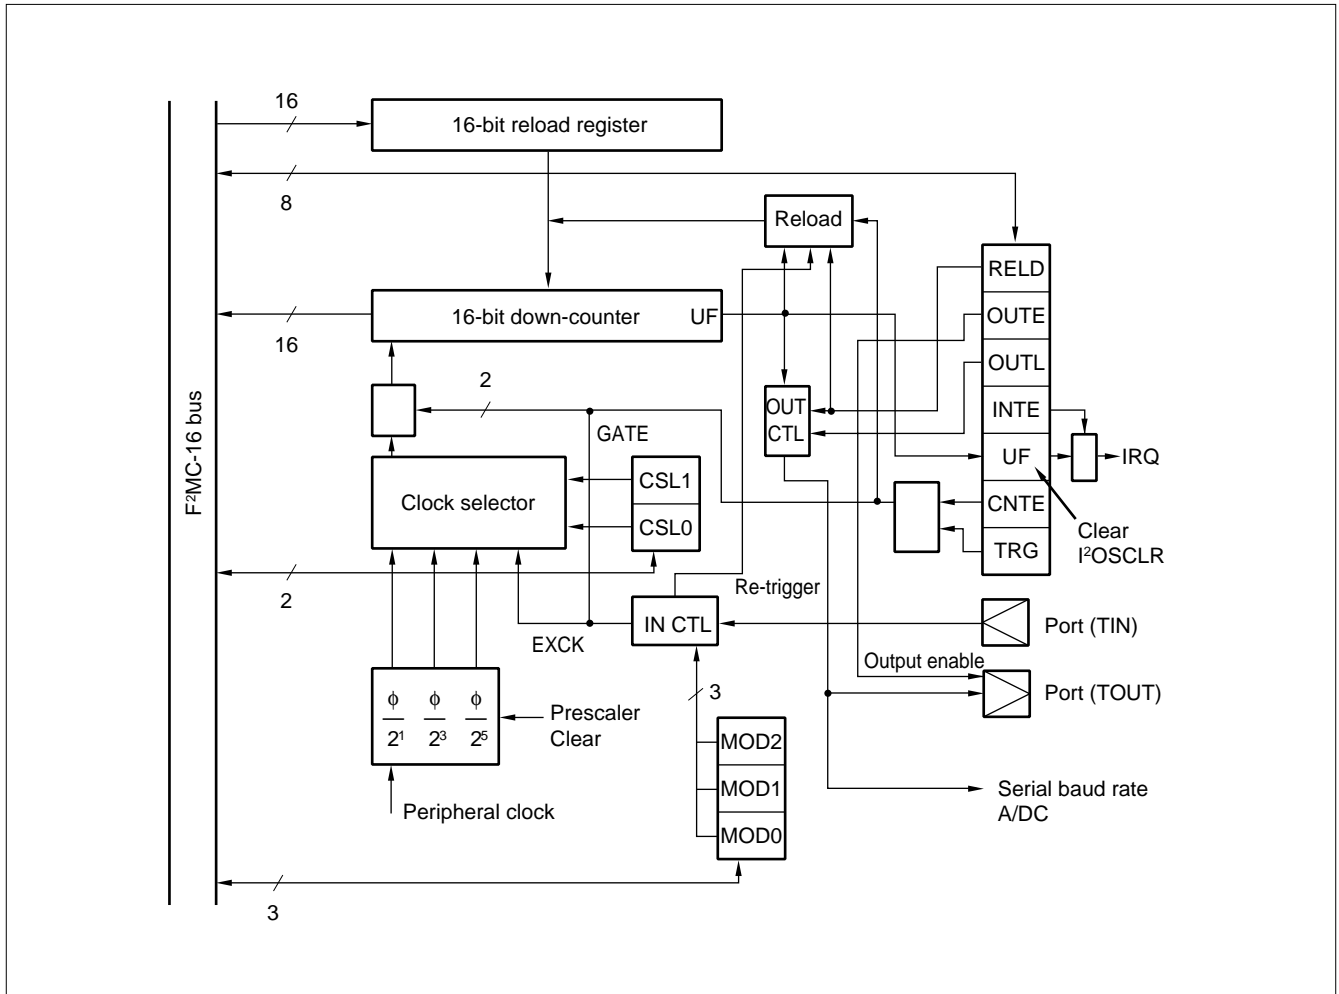 16
16-bit reload register
8
Reload
RELD
16-bit down-counter UF
OUTE
16
OUTL
2
OUT
CTL
INTE
GATE
F²MC-16 bus
UF
IRQ
Clock selector
CSL1
CSL0
CNTE
TRG
Clear
I²OSCLR
2
Re-trigger
IN CTL
Port (TIN)
EXCK
Output enable
3
Port (TOUT)
ϕ ϕ ϕ
2¹ 2³ 2⁵
Prescaler
Clear
MOD2
MOD1
MOD0
Peripheral clock
Serial baud rate
A/DC
3